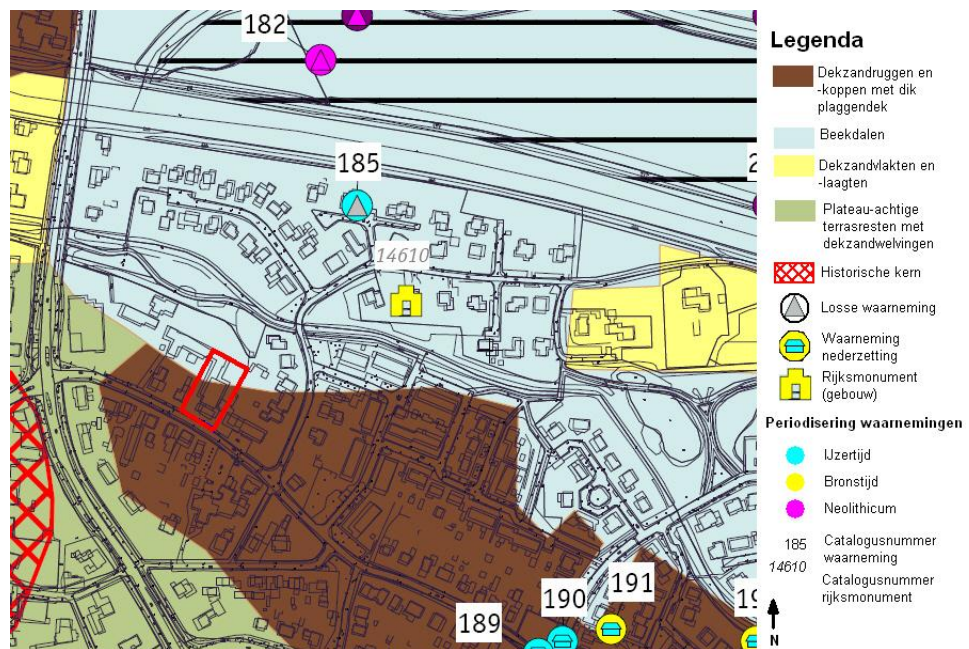 182
185
14610
189
190
191
Legenda
Dekzandruggen en
-koppen met dik
plaggendek
Beekdalen
Dekzandvlakten en
-laagten
Plateau-achtige
terrasresten met
dekzandwelvingen
Historische kern
Losse waarneming
Waarneming
nederzetting
Rijksmonument
(gebouw)
Periodisering waarnemingen
IJzertijd
Bronstijd
Neolithicum
185 Catalogusnummer
waarneming
14610 Catalogusnummer
rijksmonument
N